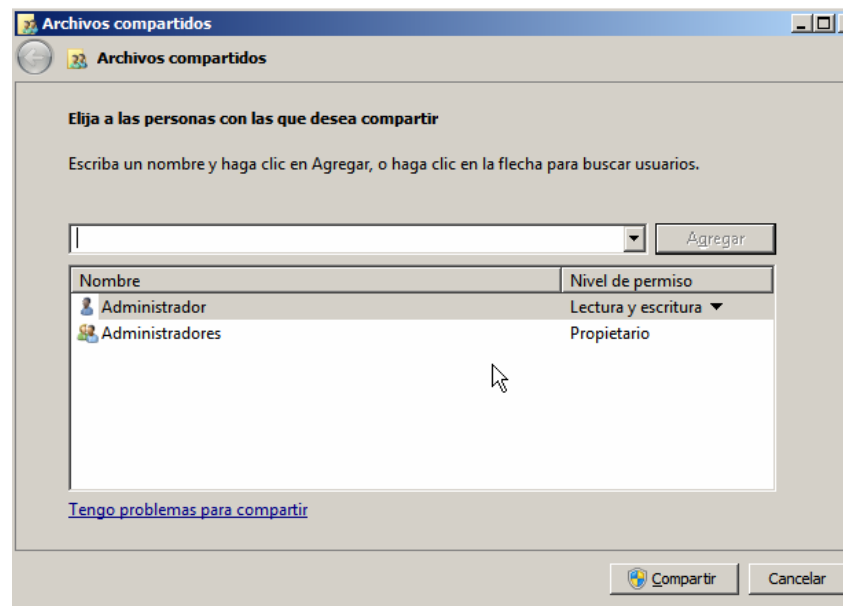 Archivos compartidos
Archivos compartidos
Elija a las personas con las que desea compartir
Escriba un nombre y haga clic en Agregar, o haga clic en la flecha para buscar usuarios.
Agregar
Nombre Nivel de permiso
Administrador Lectura y escritura
Administradores Propietario
Tengo problemas para compartir
Compartir Cancelar